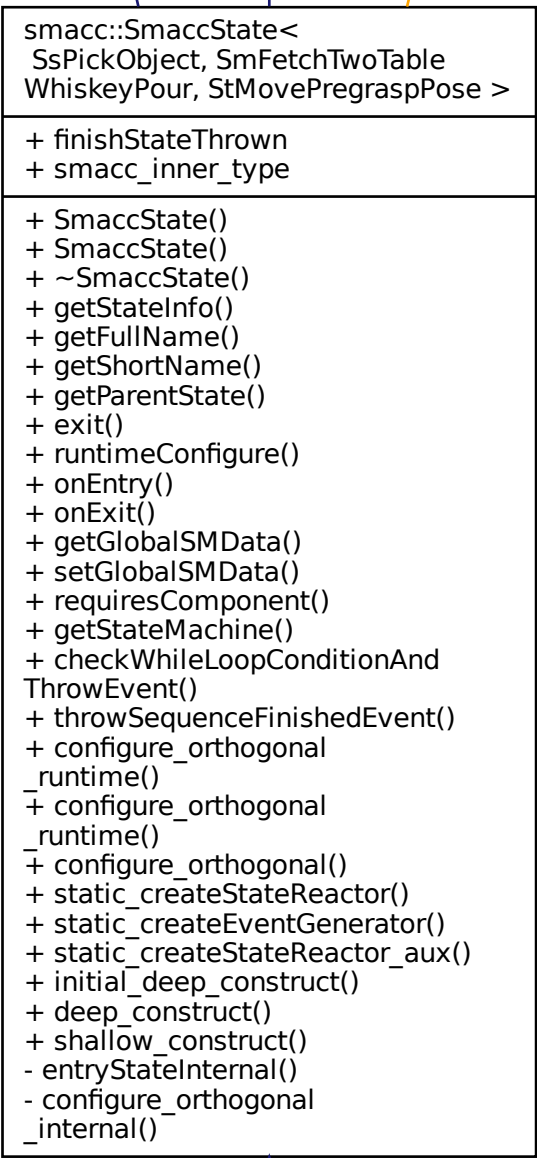 smacc::SmaccState<
SsPickObject, SmFetchTwoTable
WhiskeyPour, StMovePregraspPose >
+ finishStateThrown
+ smacc_inner_type
+ SmaccState()
+ SmaccState()
+ ~SmaccState()
+ getStateInfo()
+ getFullName()
+ getShortName()
+ getParentState()
+ exit()
+ runtimeConfigure()
+ onEntry()
+ onExit()
+ getGlobalSMData()
+ setGlobalSMData()
+ requiresComponent()
+ getStateMachine()
+ checkWhileLoopConditionAnd
ThrowEvent()
+ throwSequenceFinishedEvent()
+ configure_orthogonal
_runtime()
+ configure_orthogonal
_runtime()
+ configure_orthogonal()
+ static_createStateReactor()
+ static_createEventGenerator()
+ static_createStateReactor_aux()
+ initial_deep_construct()
+ deep_construct()
+ shallow_construct()
- entryStateInternal()
- configure_orthogonal
_internal()